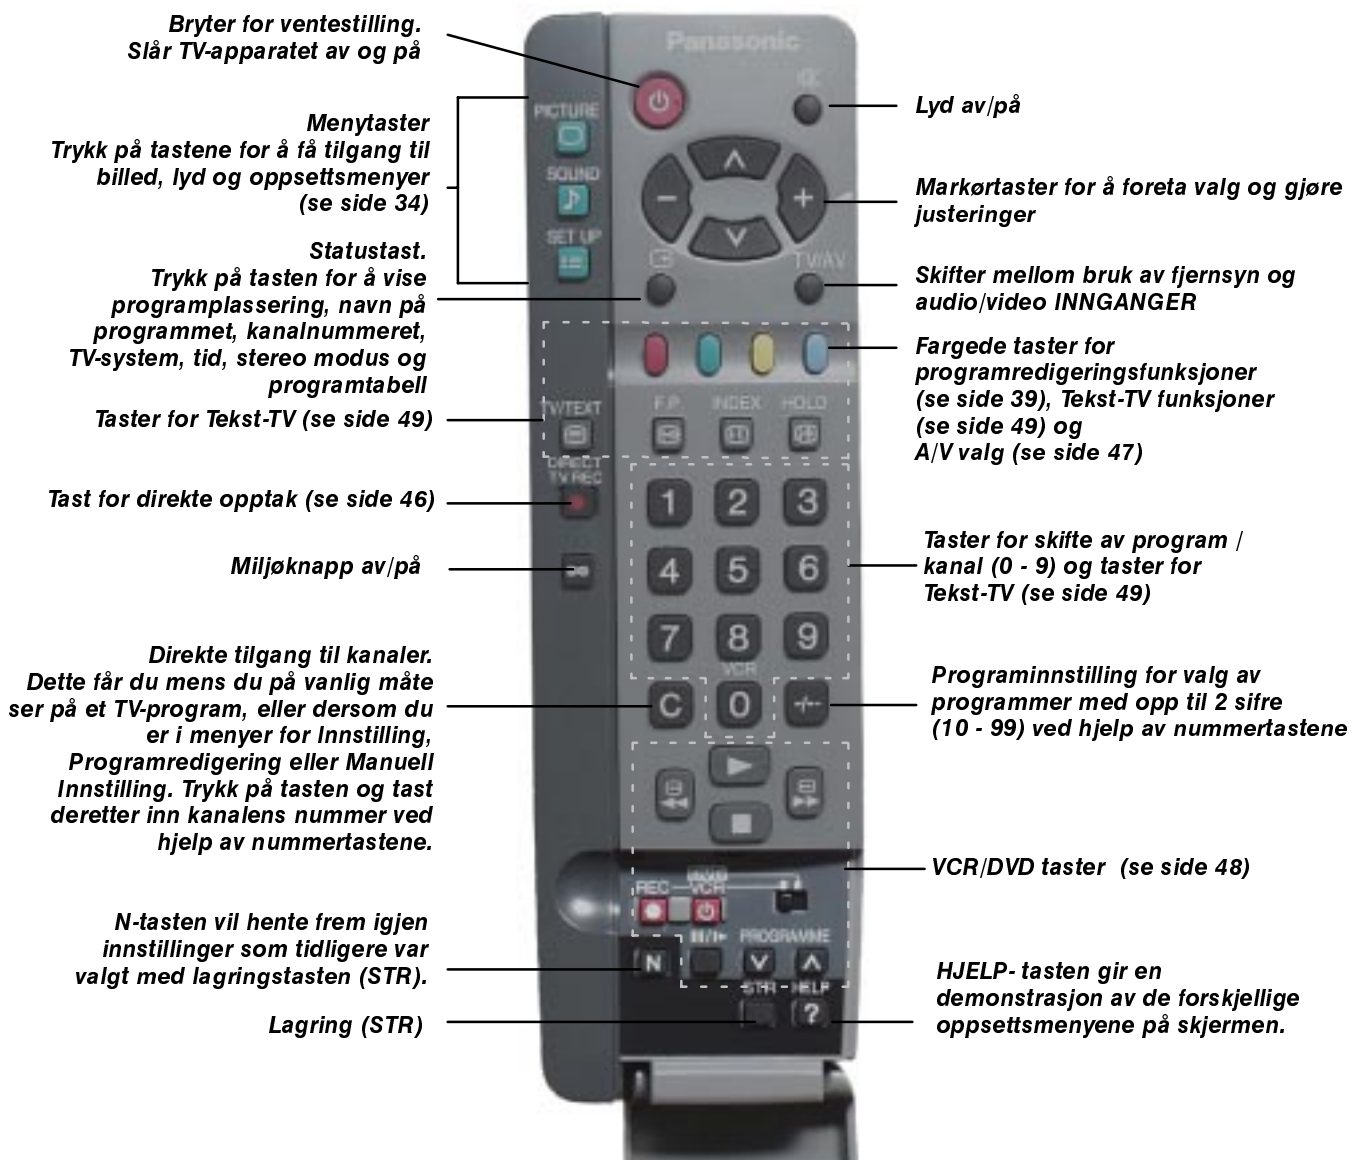 Bryter for ventestilling.
Slår TV-apparatet av og på
Menytaster
Trykk på tastene for å få tilgang til
billed, lyd og oppsettsmenyer
(se side 34)
Statustast.
Trykk på tasten for å vise
programplassering, navn på
programmet, kanalnummeret,
TV-system, tid, stereo modus og
programtabell
Taster for Tekst-TV (se side 49)
Tast for direkte opptak (se side 46)
Miljøknapp av/på
Direkte tilgang til kanaler.
Dette får du mens du på vanlig måte
ser på et TV-program, eller dersom du
er i menyer for Innstilling,
Programredigering eller Manuell
Innstilling. Trykk på tasten og tast
deretter inn kanalens nummer ved
hjelp av nummertastene.
N-tasten vil hente frem igjen
innstillinger som tidligere var
valgt med lagringstasten (STR).
Lagring (STR)
Panasonic
PICTURE
SOUND
SET UP
TV/AV
TV/TEXT
F.P.
INDEX
HOLD
DIRECT
TV REC
1 2 3
4 5 6
7 8 9
VCR
C 0 -/--
REC VCR
PROGRAMME
N
STR HELP
?
Lyd av/på
Markørtaster for å foreta valg og gjøre
justeringer
Skifter mellom bruk av fjernsyn og
audio/video INNGANGER
Fargede taster for
programredigeringsfunksjoner
(se side 39), Tekst-TV funksjoner
(se side 49) og
A/V valg (se side 47)
Taster for skifte av program /
kanal (0 - 9) og taster for
Tekst-TV (se side 49)
Programinnstilling for valg av
programmer med opp til 2 sifre
(10 - 99) ved hjelp av nummertastene
VCR/DVD taster (se side 48)
HJELP- tasten gir en
demonstrasjon av de forskjellige
oppsettsmenyene på skjermen.